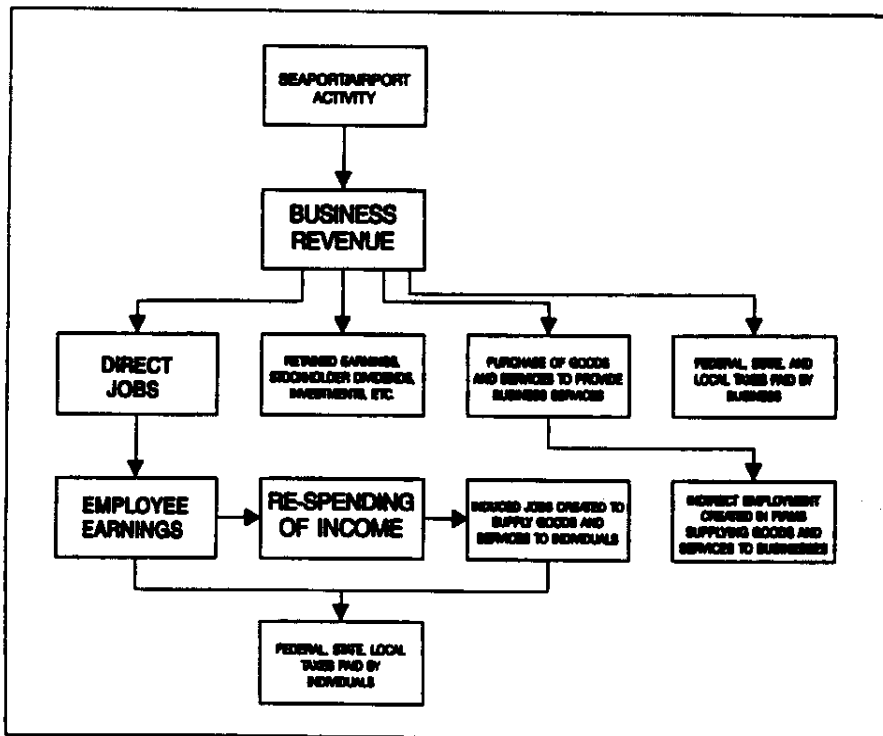 SEAPORT/AIRPORT
ACTIVITY
BUSINESS
REVENUE
DIRECT
JOBS
RETAINED EARNINGS,
STOCKHOLDER DIVIDENDS,
INVESTMENTS, ETC.
PURCHASE OF GOODS
AND SERVICES TO PROVIDE
BUSINESS SERVICES
FEDERAL, STATE, AND
LOCAL TAXES PAID BY
BUSINESS
EMPLOYEE
EARNINGS
RE-SPENDING
OF INCOME
INDUCED JOBS CREATED TO
SUPPLY GOODS AND
SERVICES TO INDIVIDUALS
INDIRECT EMPLOYMENT
CREATED IN FIRMS
SUPPLYING GOODS AND
SERVICES TO BUSINESSES
FEDERAL, STATE, LOCAL
TAXES PAID BY
INDIVIDUALS